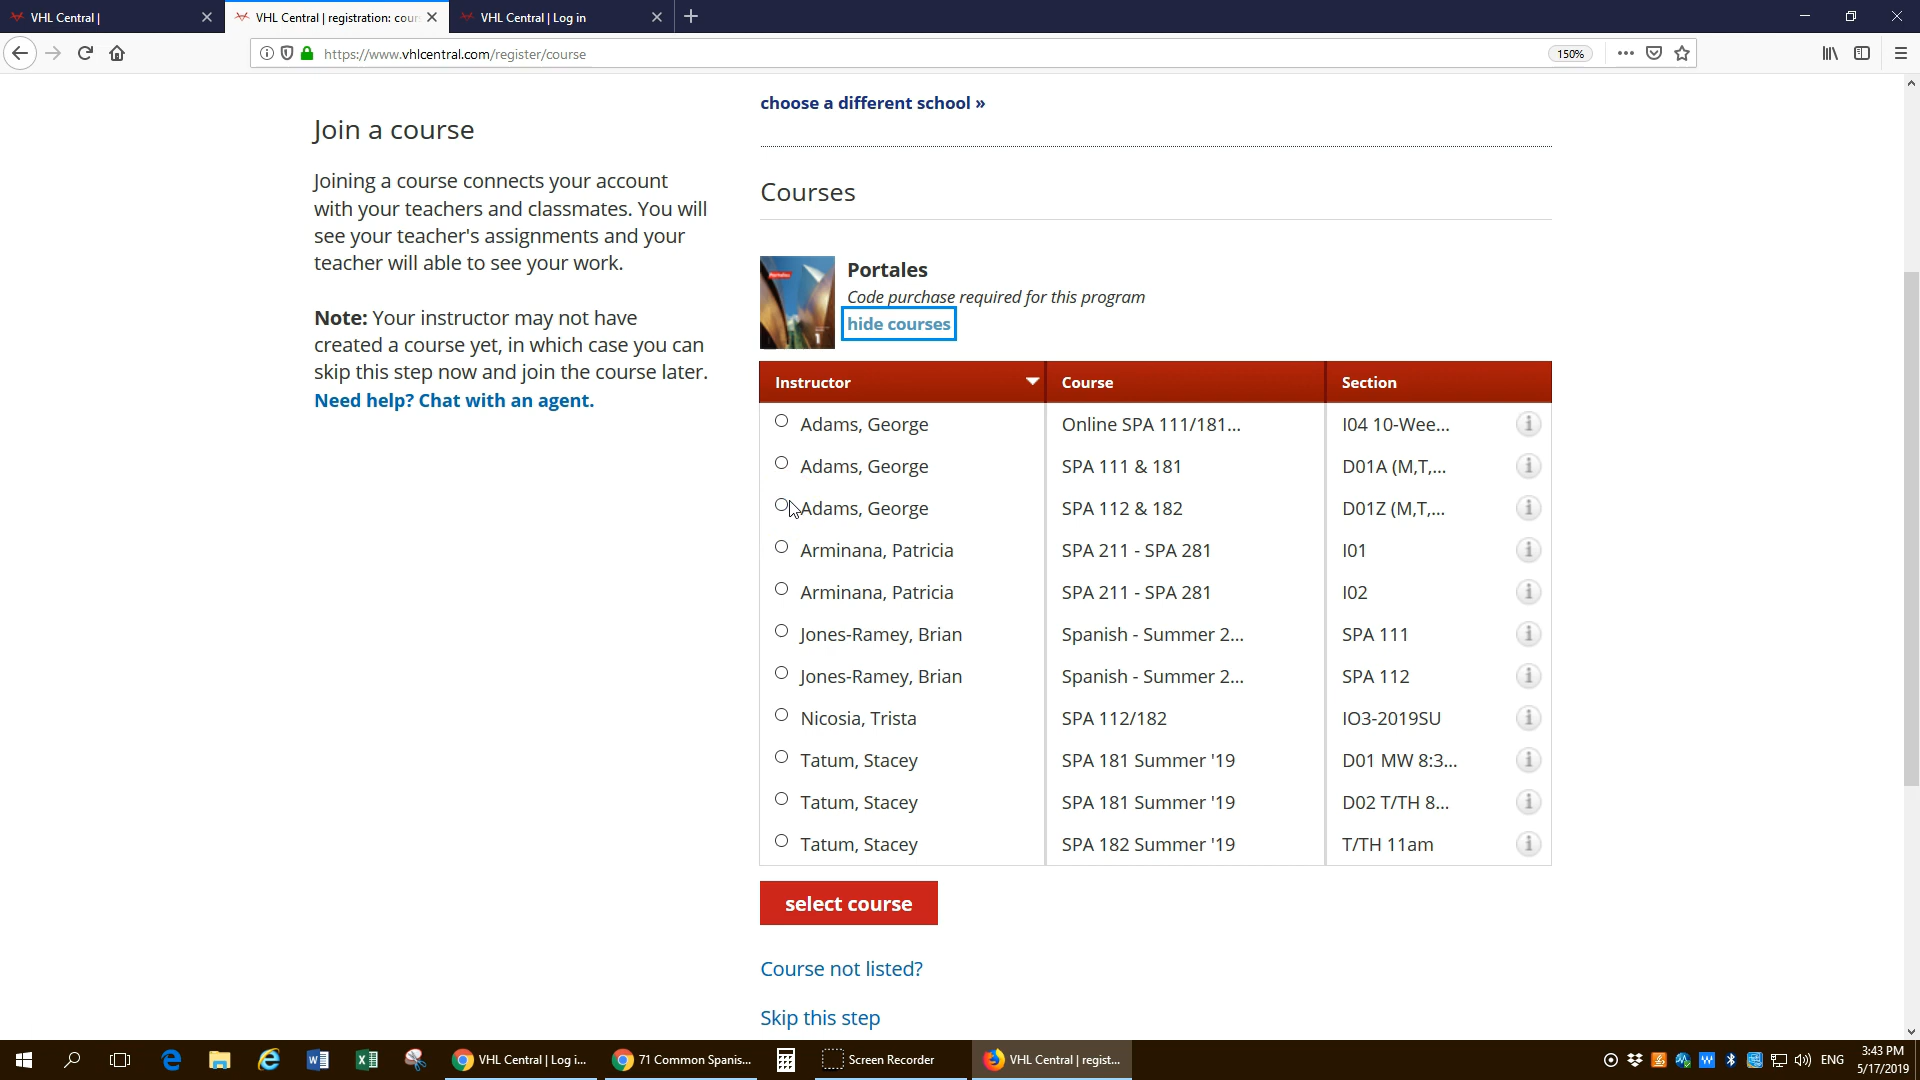 VHL Central |
VHL Central | registration: cour
VHL Central | Log in
https://www.vhlcentral.com/register/course
150%
choose a different school »
Join a course
Joining a course connects your account
with your teachers and classmates. You will
see your teacher's assignments and your
teacher will able to see your work.
Note: Your instructor may not have
created a course yet, in which case you can
skip this step now and join the course later.
Need help? Chat with an agent.
Courses
Portales
Code purchase required for this program
hide courses
Instructor Course Section
Adams, George Online SPA 111/181... I04 10-Wee...
Adams, George SPA 111 & 181 D01A (M,T,...
Adams, George SPA 112 & 182 D01Z (M,T,...
Arminana, Patricia SPA 211 - SPA 281 I01
Arminana, Patricia SPA 211 - SPA 281 I02
Jones-Ramey, Brian Spanish - Summer 2... SPA 111
Jones-Ramey, Brian Spanish - Summer 2... SPA 112
Nicosia, Trista SPA 112/182 IO3-2019SU
Tatum, Stacey SPA 181 Summer '19 D01 MW 8:3...
Tatum, Stacey SPA 181 Summer '19 D02 T/TH 8...
Tatum, Stacey SPA 182 Summer '19 T/TH 11am
select course
Course not listed?
Skip this step
VHL Central | Log i...
71 Common Spanis...
Screen Recorder
VHL Central | regist...
ENG
3:43 PM
5/17/2019